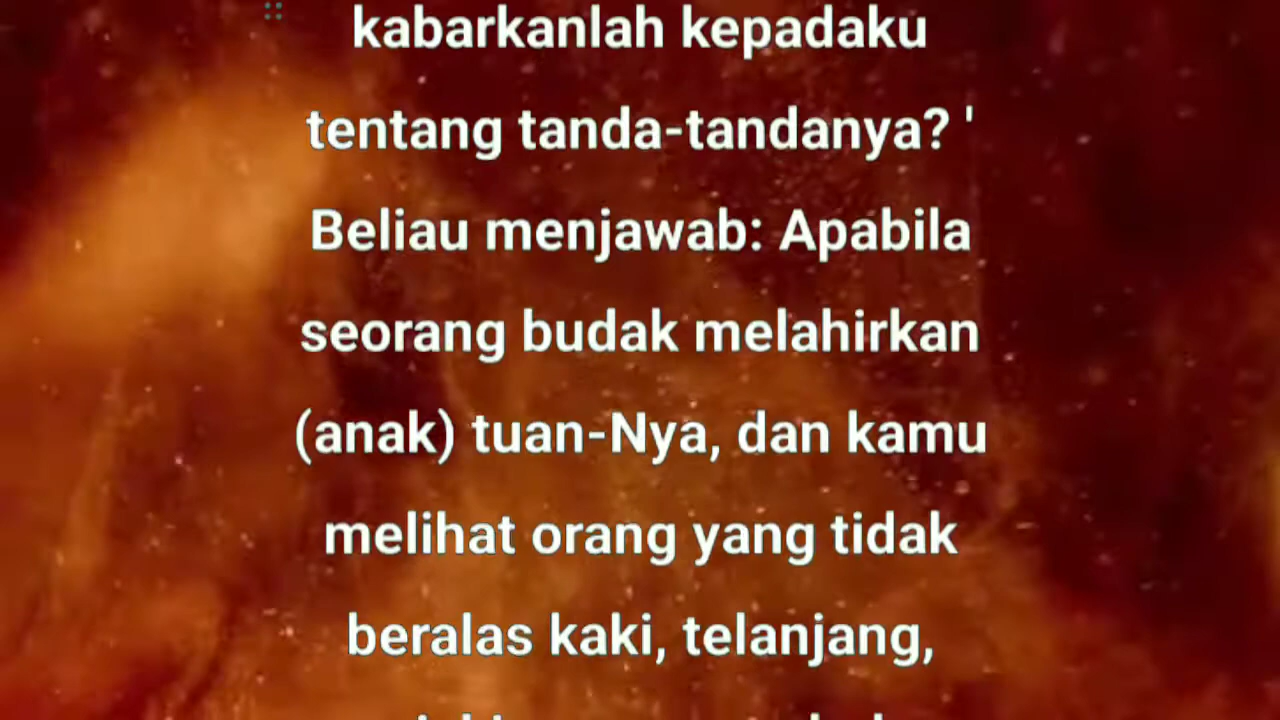 kabarkanlah kepadaku
tentang tanda-tandanya? '
Beliau menjawab: Apabila
seorang budak melahirkan
(anak) tuan-Nya, dan kamu
melihat orang yang tidak
beralas kaki, telanjang,